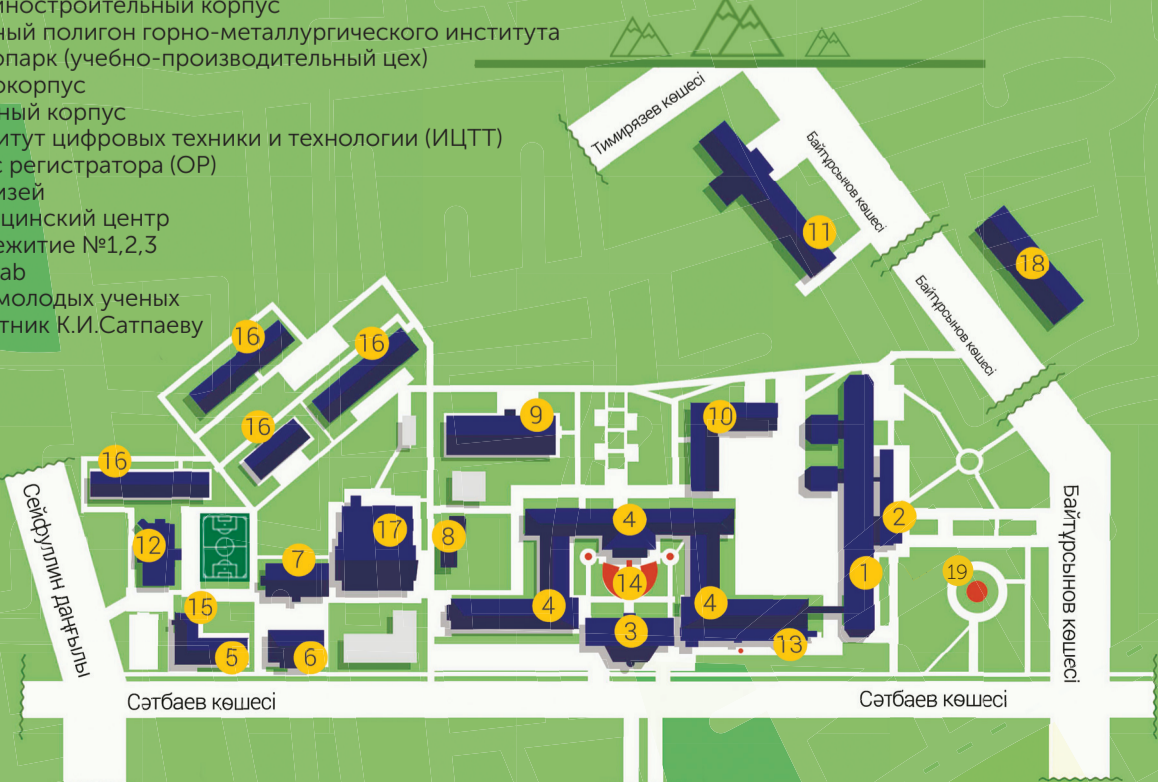 иностроительный корпус
ный полигон горно-металлургического института
опарк (учебно-производительный цех)
окорпус
ный корпус
итут цифровых техники и технологии (ИЦТТ)
с регистратора (ОР)
изей
цинский центр
ежитие №1,2,3
ab
молодых ученых
тник К.И.Сатпаеву
Тимирязев көшесі
Байтұрсынов көшесі
11
18
Байтұрсынов көшесі
16
16
16
16
9
10
Сейфуллин даңғылы
12
7
17
8
4
14
4
4
3
13
2
1
19
15
5
6
Байтұрсынов көшесі
Сәтбаев көшесі
Сәтбаев көшесі